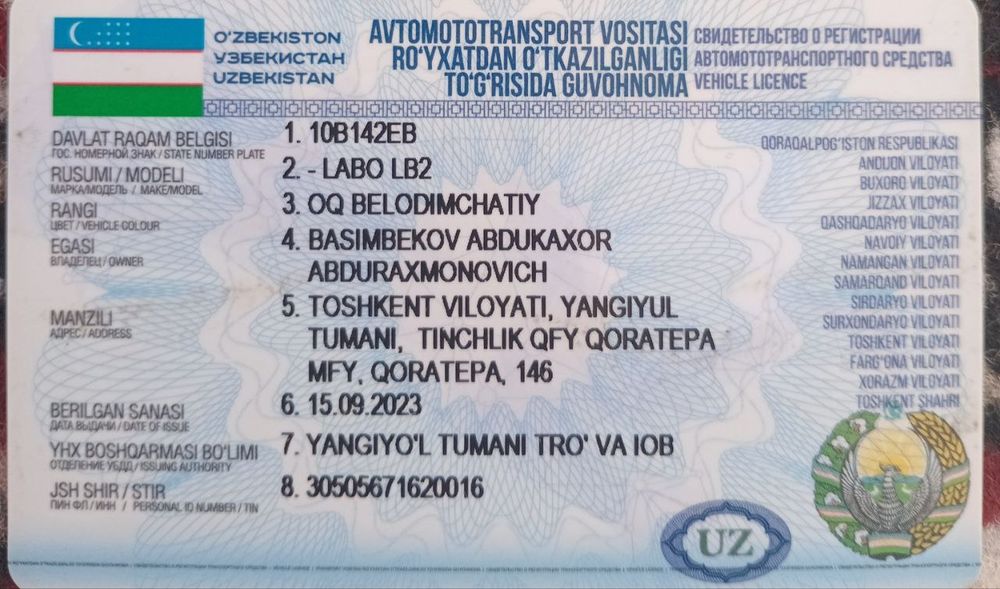 O'ZBEKISTON
УЗБЕКИСТАН
UZBEKISTAN
AVTOMOTOTRANSPORT VOSITASI
RO'YXATDAN O'TKAZILGANLIGI
TO'G'RISIDA GUVOHNOMA
СВИДЕТЕЛЬСТВО О РЕГИСТРАЦИИ
АВТОМОТОТРАНСПОРТНОГО СРЕДСТВА
VEHICLE LICENCE
DAVLAT RAQAM BELGISI
ГОС. НОМЕРНОЙ ЗНАК / STATE NUMBER PLATE
1. 10B142EB
RUSUMI / MODELI
МАРКА/МОДЕЛЬ / MAKE/MODEL
2. - LABO LB2
RANGI
ЦВЕТ / VEHICLE COLOUR
3. OQ BELODIMCHATIY
EGASI
ВЛАДЕЛЕЦ / OWNER
4. BASIMBEKOV ABDUKAXOR
ABDURAXMONOVICH
MANZILI
АДРЕС / ADDRESS
5. TOSHKENT VILOYATI, YANGIYUL
TUMANI, TINCHLIK QFY QORATEPA
MFY, QORATEPA, 146
BERILGAN SANASI
ДАТА ВЫДАЧИ / DATE OF ISSUE
6. 15.09.2023
YHX BOSHQARMASI BO'LIMI
ОТДЕЛЕНИЕ УБДД / ISSUING AUTHORITY
7. YANGIYO'L TUMANI TRO' VA IOB
JSH SHIR / STIR
ПИН ФЛ / ИНН / PERSONAL ID NUMBER / TIN
8. 30505671620016
QORAQALPOG'ISTON RESPUBLIKASI
ANDIJON VILOYATI
BUXORO VILOYATI
JIZZAX VILOYATI
QASHQADARYO VILOYATI
NAVOIY VILOYATI
NAMANGAN VILOYATI
SAMARQAND VILOYATI
SIRDARYO VILOYATI
SURXONDARYO VILOYATI
TOSHKENT VILOYATI
FARG'ONA VILOYATI
XORAZM VILOYATI
TOSHKENT SHAHRI
UZ